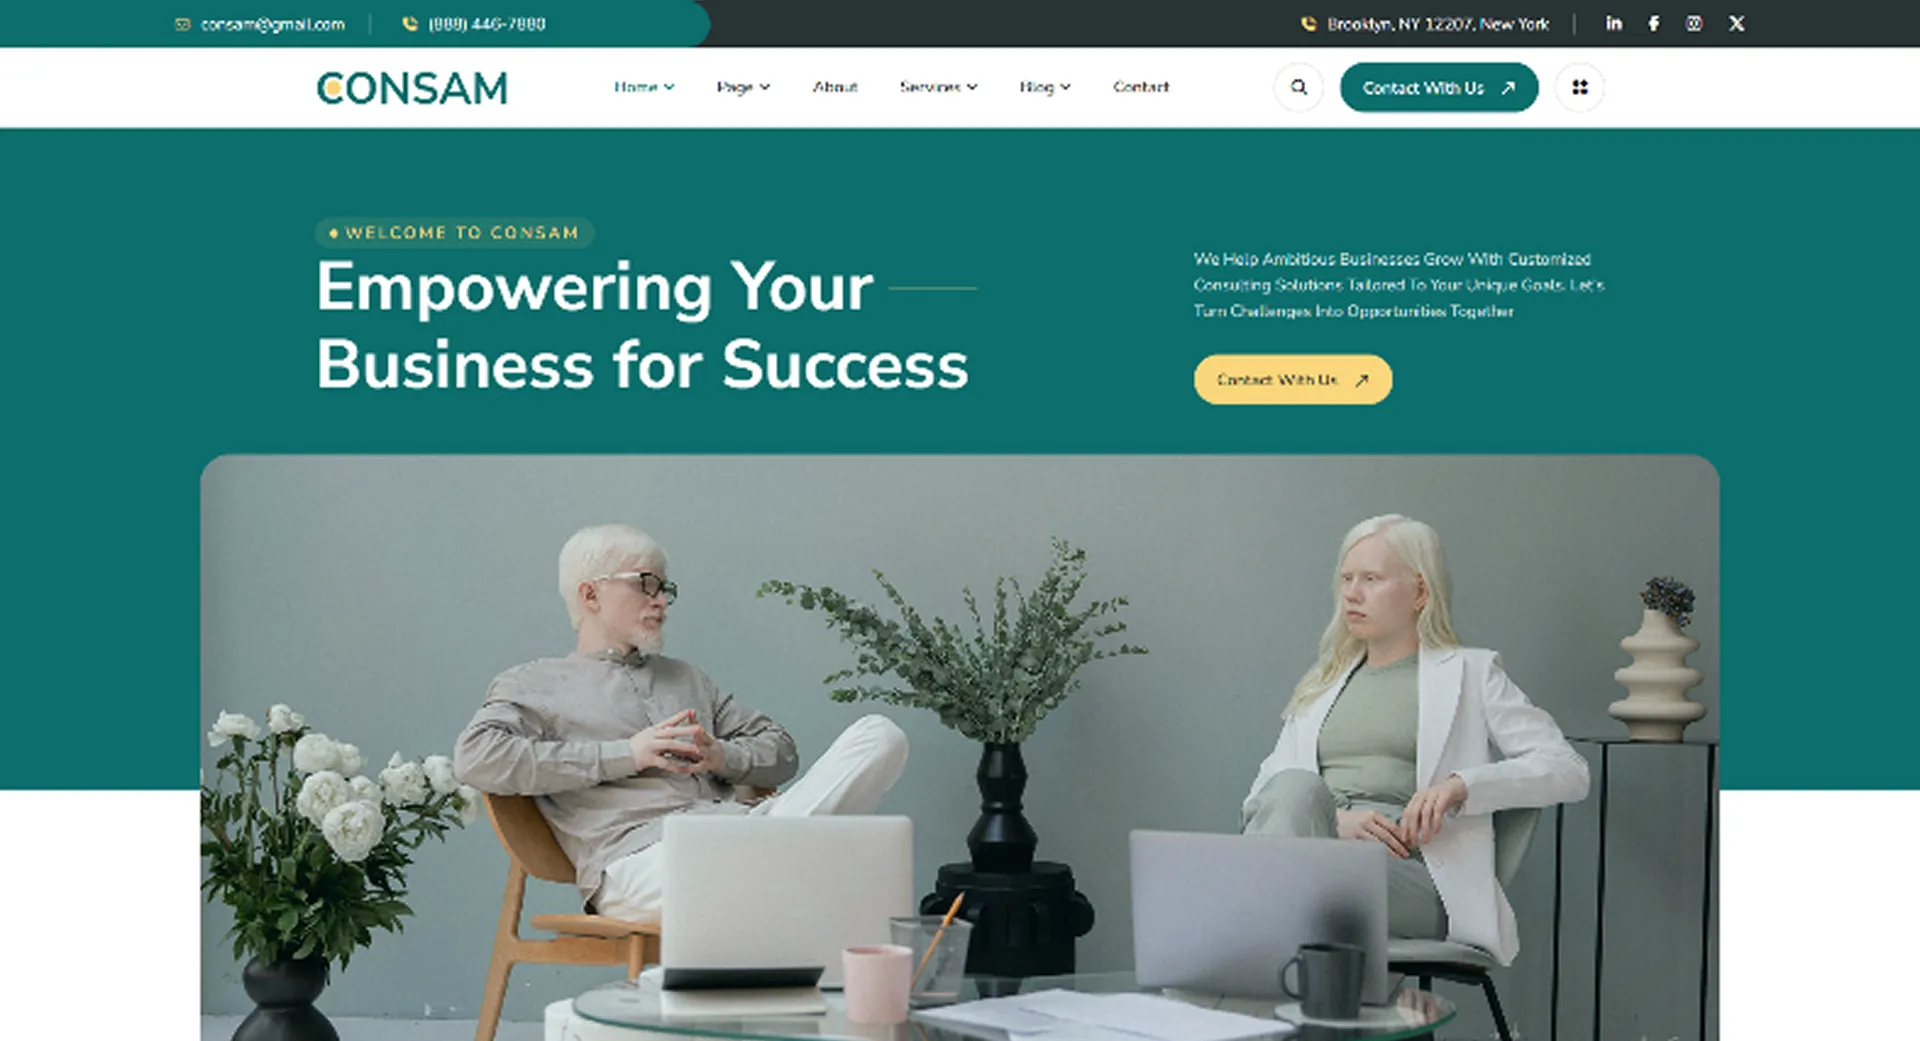 consam@gmail.com
(888) 446-7880
Brooklyn, NY 12207, New York
CONSAM
Home
Page
About
Services
Blog
Contact
Contact With Us
WELCOME TO CONSAM
Empowering Your
Business for Success
We Help Ambitious Businesses Grow With Customized
Consulting Solutions Tailored To Your Unique Goals. Let's
Turn Challenges Into Opportunities Together
Contact With Us